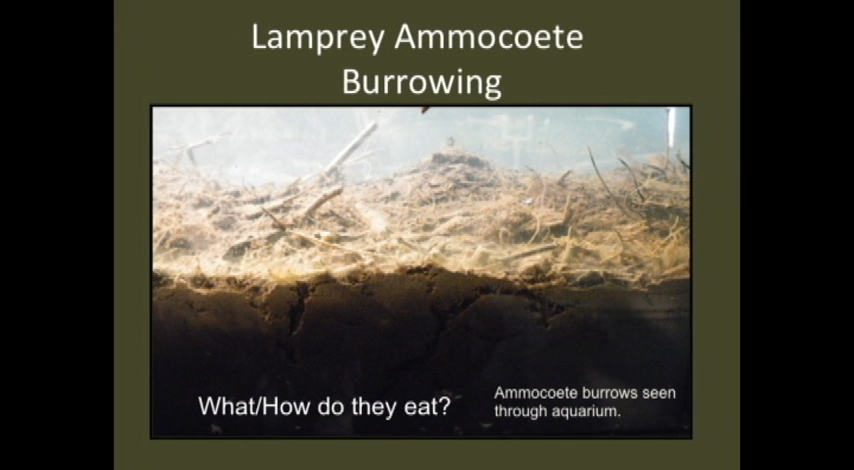 Lamprey Ammocoete
Burrowing
What/How do they eat?
Ammocoete burrows seen
through aquarium.